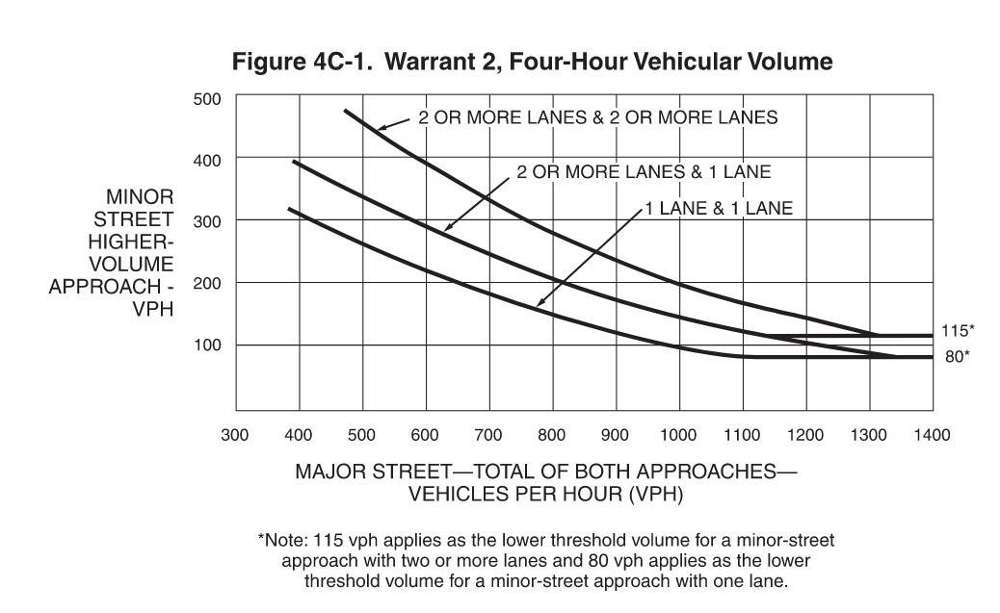 Figure 4C-1. Warrant 2, Four-Hour Vehicular Volume
500
400
300
200
100
MINOR
STREET
HIGHER-
VOLUME
APPROACH -
VPH
2 OR MORE LANES & 2 OR MORE LANES
2 OR MORE LANES & 1 LANE
1 LANE & 1 LANE
115*
80*
300 400 500 600 700 800 900 1000 1100 1200 1300 1400
MAJOR STREET—TOTAL OF BOTH APPROACHES—
VEHICLES PER HOUR (VPH)
*Note: 115 vph applies as the lower threshold volume for a minor-street
approach with two or more lanes and 80 vph applies as the lower
threshold volume for a minor-street approach with one lane.